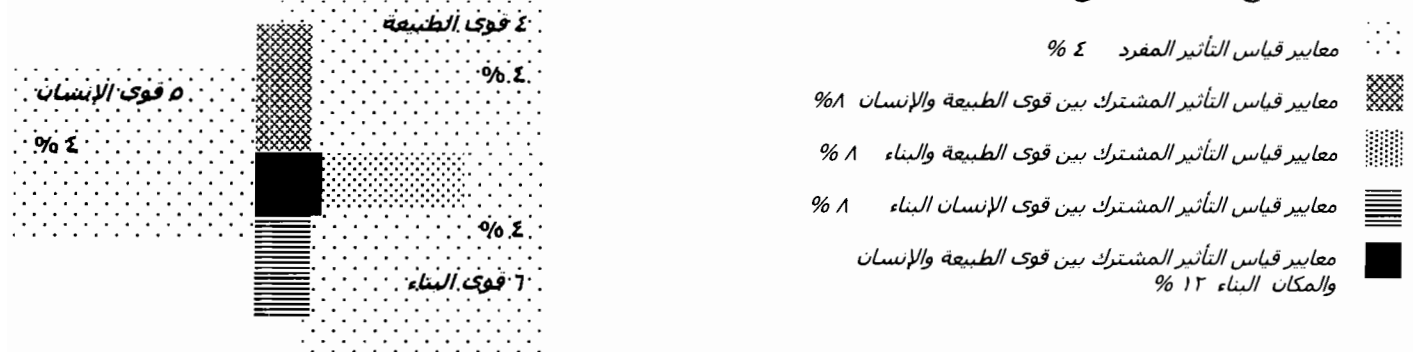 معايير قياس التأثير المفرد ٤ %
معايير قياس التأثير المشترك بين قوى الطبيعة والإنسان ٨%
معايير قياس التأثير المشترك بين قوى الطبيعة والبناء ٨ %
معايير قياس التأثير المشترك بين قوى الإنسان البناء ٨ %
معايير قياس التأثير المشترك بين قوى الطبيعة والإنسان
والمكان البناء ١٢ %
٤ قوى الطبيعة
٤ %
٥ قوى الإنسان
٤ %
٤ %
٦ قوى البناء